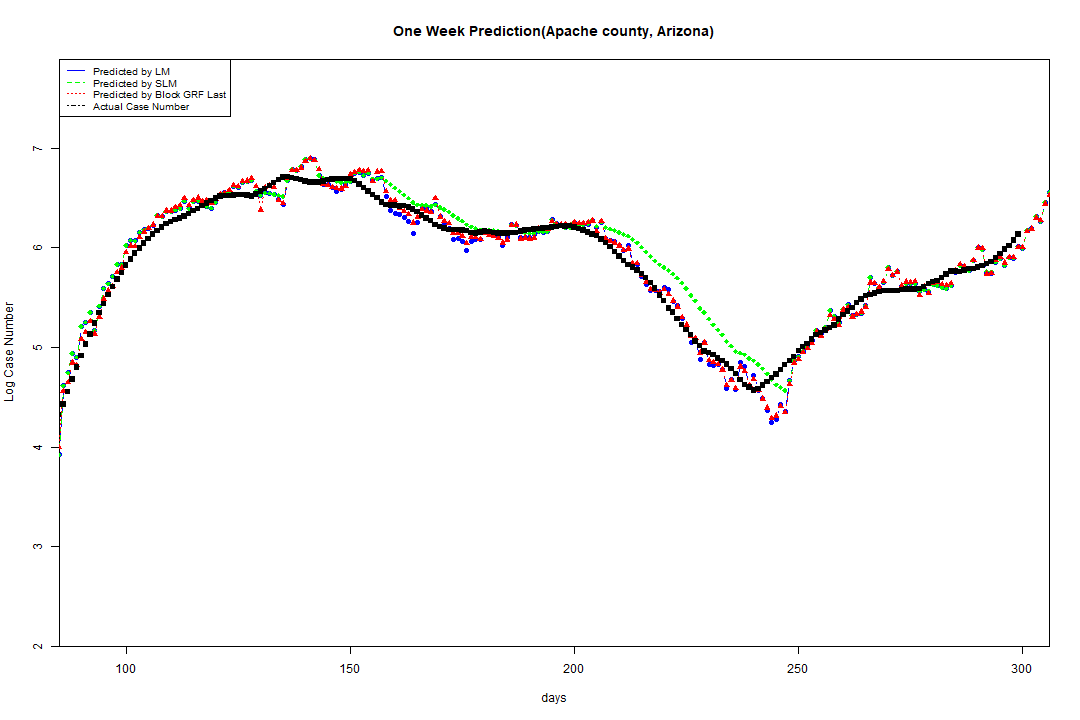 One Week Prediction(Apache county, Arizona)
Predicted by LM
Predicted by SLM
Predicted by Block GRF Last
Actual Case Number
7
6
5
4
3
2
Log Case Number
100 150 200 250 300
days